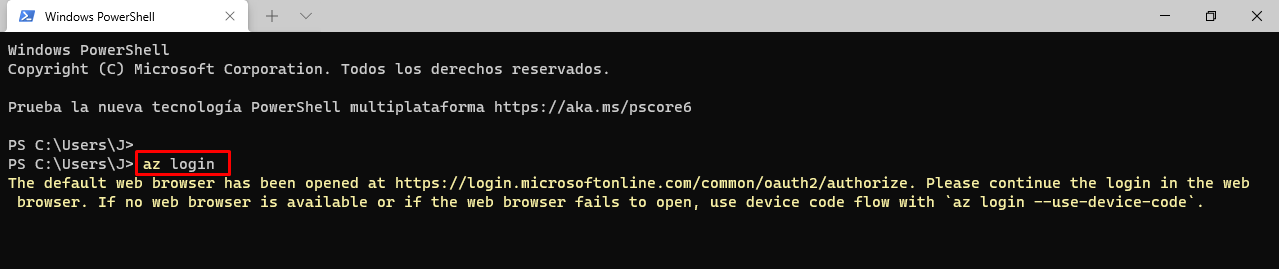 Windows PowerShell
Windows PowerShell
Copyright (C) Microsoft Corporation. Todos los derechos reservados.
Prueba la nueva tecnología PowerShell multiplataforma https://aka.ms/pscore6
PS C:\Users\J>
PS C:\Users\J> az login
The default web browser has been opened at https://login.microsoftonline.com/common/oauth2/authorize. Please continue the login in the web
browser. If no web browser is available or if the web browser fails to open, use device code flow with `az login --use-device-code`.